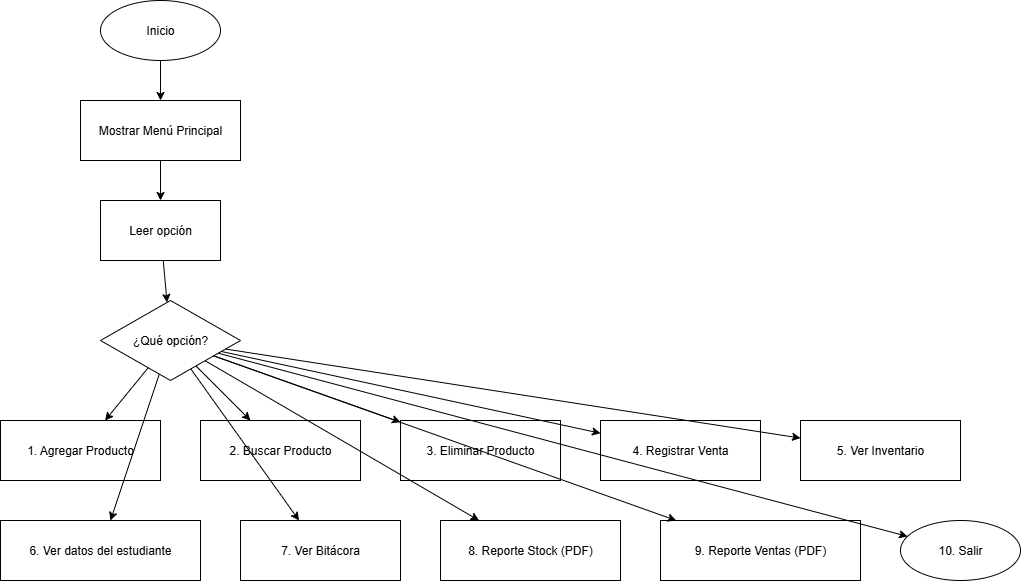 Inicio
Mostrar Menú Principal
Leer opción
¿Qué opción?
1. Agregar Producto
2. Buscar Producto
3. Eliminar Producto
4. Registrar Venta
5. Ver Inventario
6. Ver datos del estudiante
7. Ver Bitácora
8. Reporte Stock (PDF)
9. Reporte Ventas (PDF)
10. Salir